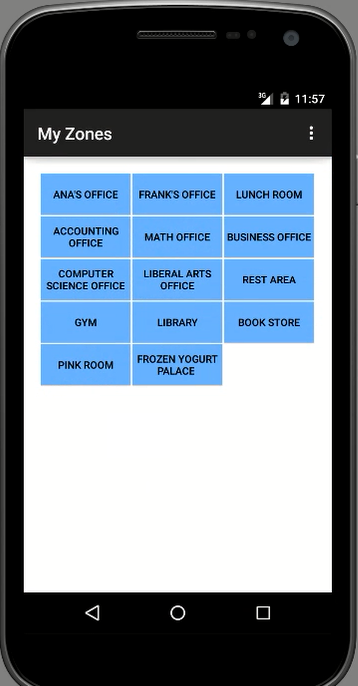 3G 11:57
My Zones
ANA'S OFFICE FRANK'S OFFICE LUNCH ROOM
ACCOUNTING OFFICE MATH OFFICE BUSINESS OFFICE
COMPUTER SCIENCE OFFICE LIBERAL ARTS OFFICE REST AREA
GYM LIBRARY BOOK STORE
PINK ROOM FROZEN YOGURT PALACE